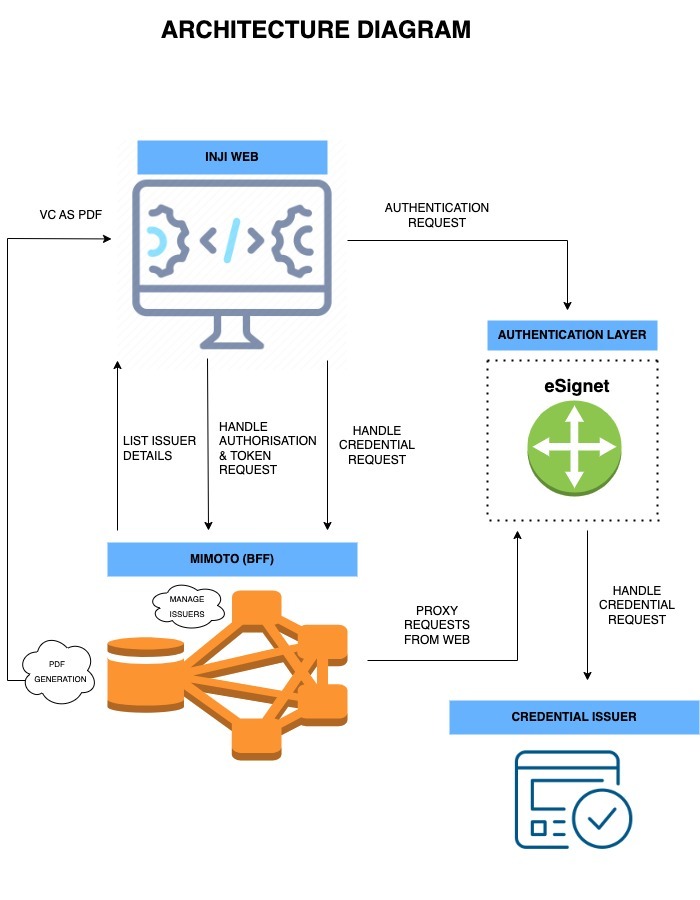 ARCHITECTURE DIAGRAM
INJI WEB
VC AS PDF
AUTHENTICATION
REQUEST
AUTHENTICATION LAYER
eSignet
LIST ISSUER
DETAILS
HANDLE
AUTHORISATION
& TOKEN
REQUEST
HANDLE
CREDENTIAL
REQUEST
MIMOTO (BFF)
MANAGE
ISSUERS
PDF
GENERATION
PROXY
REQUESTS
FROM WEB
HANDLE
CREDENTIAL
REQUEST
CREDENTIAL ISSUER